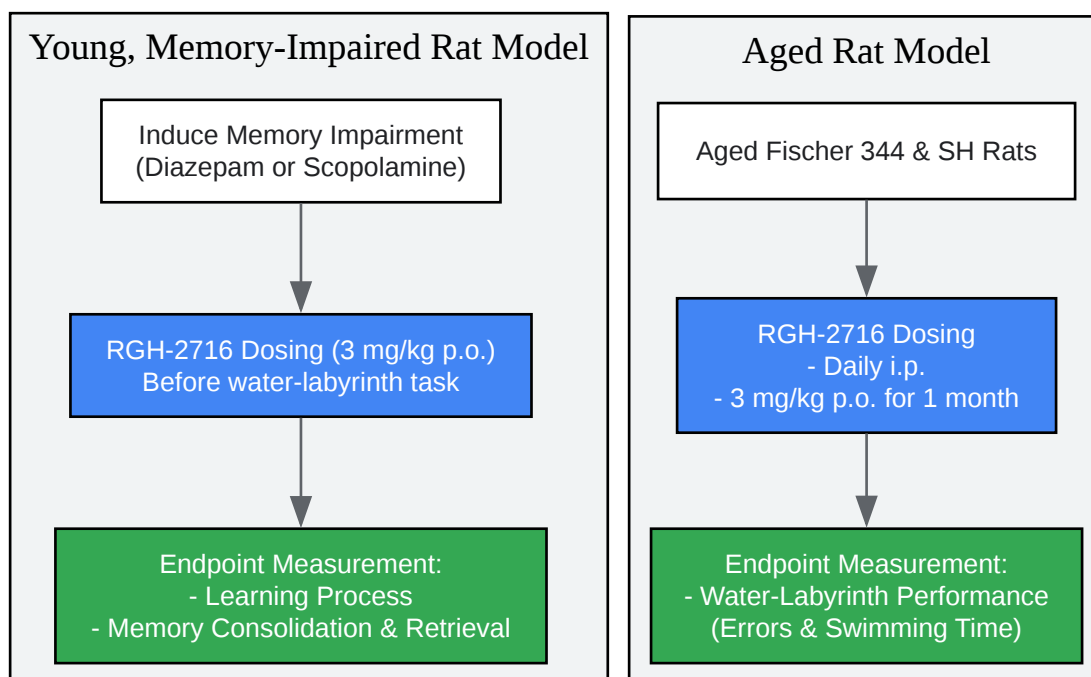 Young, Memory-Impaired Rat Model
Induce Memory Impairment
(Diazepam or Scopolamine)
RGH-2716 Dosing (3 mg/kg p.o.)
Before water-labyrinth task
Endpoint Measurement:
- Learning Process
- Memory Consolidation & Retrieval
Aged Rat Model
Aged Fischer 344 & SH Rats
RGH-2716 Dosing
- Daily i.p.
- 3 mg/kg p.o. for 1 month
Endpoint Measurement:
- Water-Labyrinth Performance
(Errors & Swimming Time)